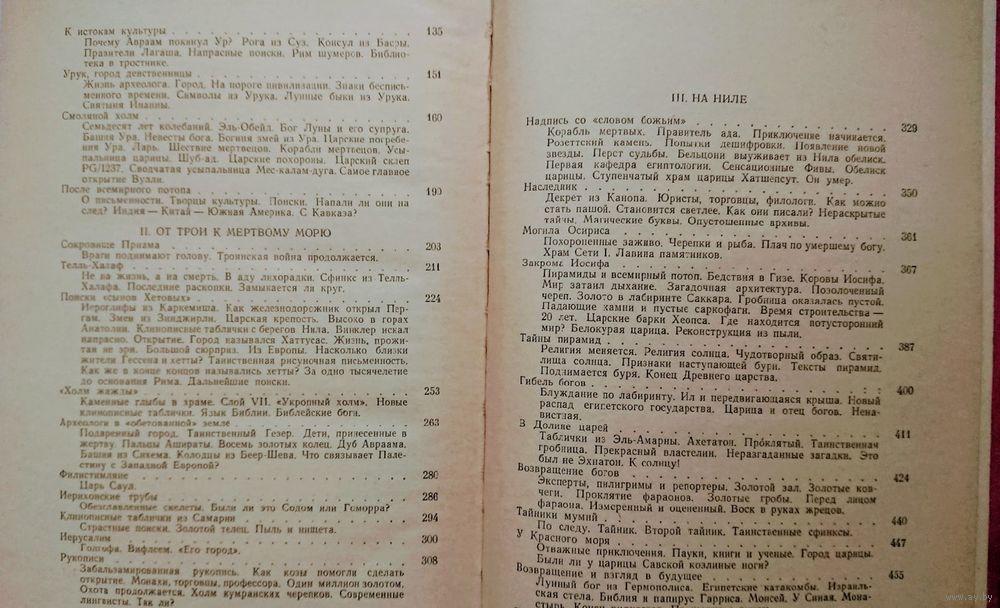 К истокам культуры . . . 135
Почему Авраам покинул Ур? Рога из Суз. Консул из Басры.
Правители Лагаша. Напрасные поиски. Рим шумеров. Библио-
тека в тростнике.
Урук, город девственницы . . . 151
Жизнь археолога. Город. На пороге цивилизации. Знаки беспись-
менного времени. Символы из Урука. Лунные быки из Урука.
Святыня Инанны.
Смоляной холм . . . 160
Семьдесят лет колебаний. Эль-Обейд. Бог Луны и его супруга.
Башня Ура. Невесты бога. Богиня змей из Ура. Царские погребе-
ния Ура. Ларь. Шествие мертвецов. Корабли мертвецов. Усы-
пальница царицы. Шуб-ад. Царские похороны. Царский склеп
PG/1237. Сводчатая усыпальница Мес-калам-дуга. Самое главное
открытие Вулли.
После всемирного потопа . . . 190
О письменности. Творцы культуры. Поиски. Напали ли они на
след? Индия — Китай — Южная Америка. С Кавказа?
II. ОТ ТРОИ К МЕРТВОМУ МОРЮ
Сокровище Приама . . . 203
Враги поднимают голову. Троянская война продолжается.
Телль-Халаф . . . 211
Не на жизнь, а на смерть. В аду лихорадки. Сфинкс из Телль-
Халафа. Последние раскопки. Замыкается ли круг.
Поиски «сынов Хетовых» . . . 224
Иероглифы из Каркемиша. Как железнодорожник открыл Пер-
гам. Змеи из Зинджирли. Царская крепость. Высоко в горах
Анатолии. Клинописные таблички с берегов Нила. Винклер искал
напрасно. Открытие. Город назывался Хаттусас. Жизнь, прожи-
тая не зря. Большой сюрприз. Из Европы. Насколько близки
жители Гессена и хетты? Таинственная рисуночная письменность.
Как же в конце концов назывались хетты? За одно тысячелетие
до основания Рима. Дальнейшие поиски.
«Холм жажды» . . . 253
Каменные глыбы в храме. Слой VII. «Укропный холм». Новые
клинописные таблички. Язык Библии. Библейские боги.
Археологи в «обетованной» земле . . . 263
Подаренный город. Таинственный Гезер. Дети, принесенные в
жертву. Пальцы Ашираты. Восемь золотых колец. Дуб Авраама.
Башня из Сихема. Колодцы из Беер-Шева. Что связывает Пале-
стину с Западной Европой?
Филистимляне . . . 280
Царь Саул.
Иерихонские трубы . . . 286
Обезглавленные скелеты. Были ли это Содом или Гоморра?
Клинописные таблички из Самарии . . . 294
Страстные поиски. Золотой телец. Пыль и нищета.
Иерусалим . . . 300
Голгофа. Вифлеем. «Его город».
Рукописи . . . 308
Забальзамированная рукопись. Как козы помогли сделать
открытие. Монахи, торговцы, профессора. Один миллион золотом.
Охота продолжается. Холм кумранских черепков. Современные
лингвисты. Так ли?
III. НА НИЛЕ
Надпись со «словом божьим» . . . 329
Корабль мертвых. Правитель ада. Приключение начинается.
Розеттский камень. Попытки дешифровки. Появление новой
звезды. Перст судьбы. Бельцони выуживает из Нила обелиск.
Первая кафедра египтологии. Сенсационные Фивы. Обелиск
царицы. Ступенчатый храм царицы Хатшепсут. Он умер.
Наследник . . . 350
Декрет из Канопа. Юристы, торговцы, филологи. Как можно
стать пашой. Становится светлее. Как они писали? Нераскрытые
тайны. Магические буквы. Опустошенные архивы.
Могила Осириса . . . 361
Похороненные заживо. Черепки и рыба. Плач по умершему богу.
Храм Сети I. Лавина памятников.
Закрома Иосифа . . . 367
Пирамиды и всемирный потоп. Бедствия в Гизе. Коровы Иосифа.
Мир затаил дыхание. Загадочная архитектура. Позолоченный
череп. Золото в лабиринте Саккара. Гробница оказалась пустой.
Падающие камни и пустые саркофаги. Время строительства —
20 лет. Царские барки Хеопса. Где находится потусторонний
мир? Белокурая царица. Реконструкция из пыли.
Тайны пирамид . . . 387
Религия меняется. Религия солнца. Чудотворный образ. Святи-
лища солнца. Признаки наступающей бури. Тексты пирамид.
Поднимается буря. Конец Древнего царства.
Гибель богов . . . 400
Блуждание по лабиринту. Ил и передвигающаяся крыша. Новый
распад египетского государства. Царица и отец богов. Нена-
вистная.
В Долине царей . . . 411
Таблички из Эль-Амарны. Ахетатон. Проклятый. Таинственная
гробница. Прекрасный властелин. Неразгаданные загадки. Это
был не Эхнатон. К солнцу!
Возвращение богов . . . 424
Эксперты, пилигримы и репортеры. Золотой зал. Золотые ков-
чеги. Проклятие фараонов. Золотые гробы. Перед лицом
фараона. Измеренный и оцененный. Воск в руках жрецов.
Тайники мумий . . . 440
По следу. Тайник. Второй тайник. Таинственные сфинксы.
У Красного моря . . . 447
Отважные приключения. Пауки, книги и ученые. Город царицы.
Были ли у царицы Савской козлиные ноги?
Возвращение и взгляд в будущее . . . 455
Лунный бог на Гермополиса. Египетские катакомбы. Израиль-
ская стела. Библия и папирус Гарриса. Моисей. У Синая. Мона-
стырь.
www.ay.by